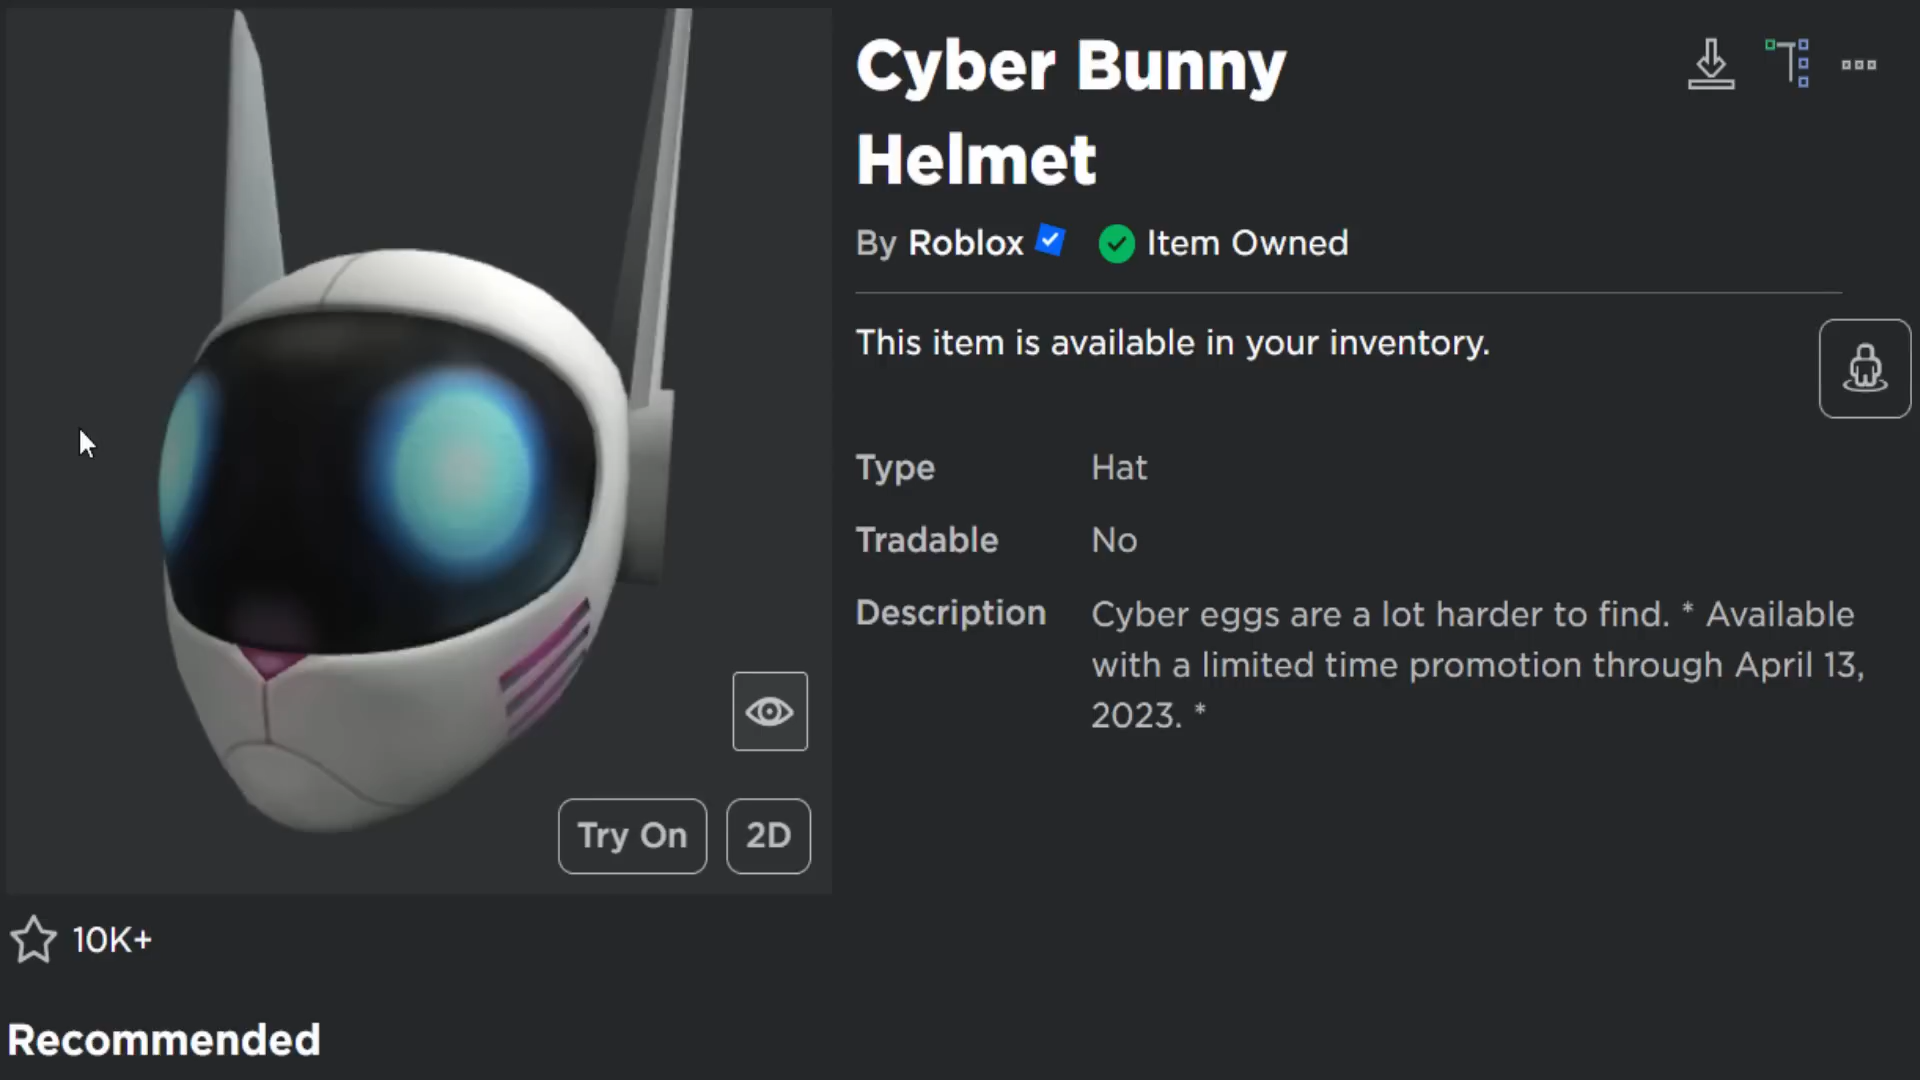 Cyber Bunny
Helmet
By Roblox Item Owned
This item is available in your inventory.
Type Hat
Tradable No
Description Cyber eggs are a lot harder to find. * Available
with a limited time promotion through April 13,
2023. *
Try On 2D
10K+
Recommended